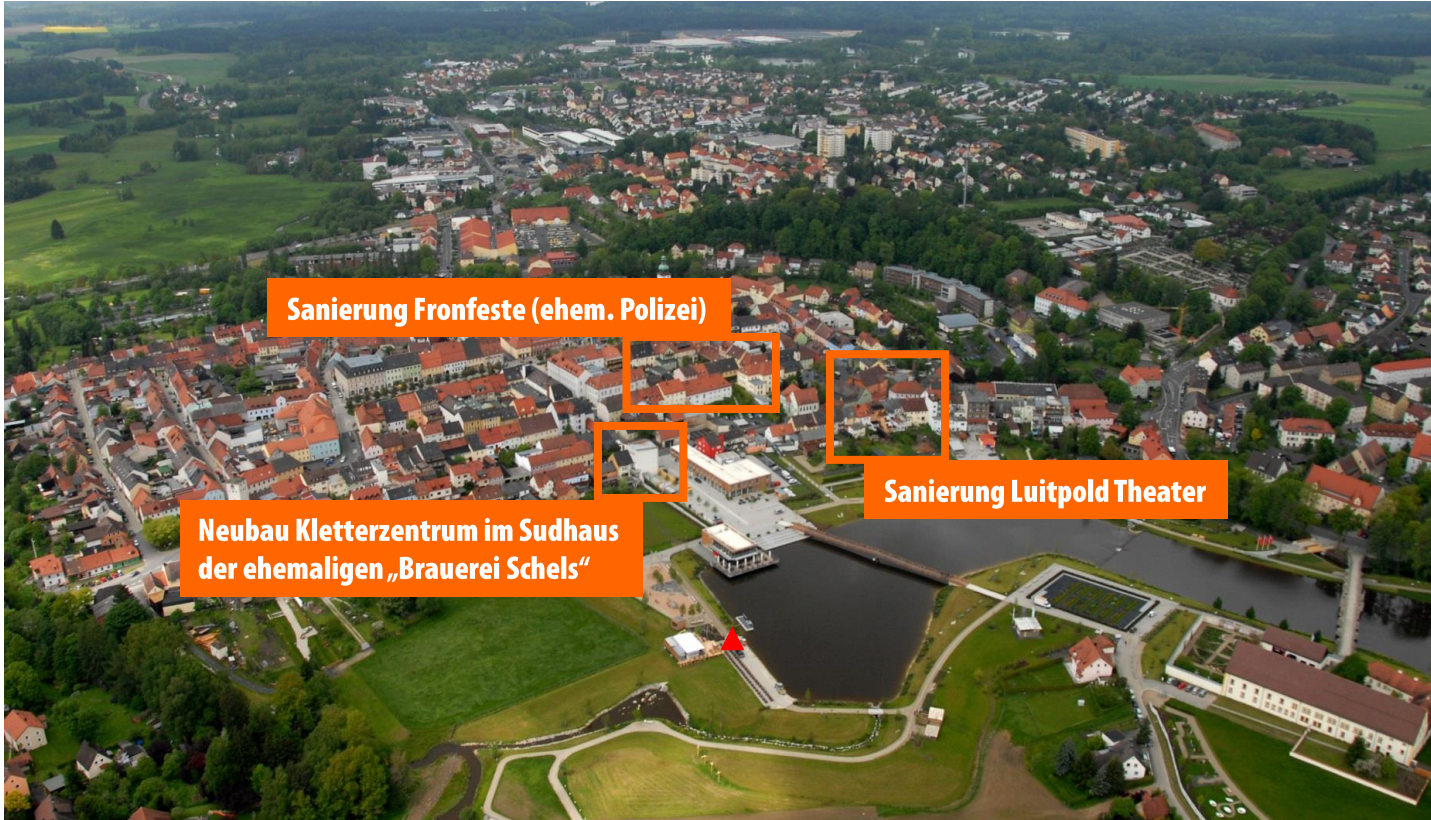 Sanierung Fronfeste (ehem. Polizei)
Sanierung Luitpold Theater
Neubau Kletterzentrum im Sudhaus
der ehemaligen „Brauerei Schels“